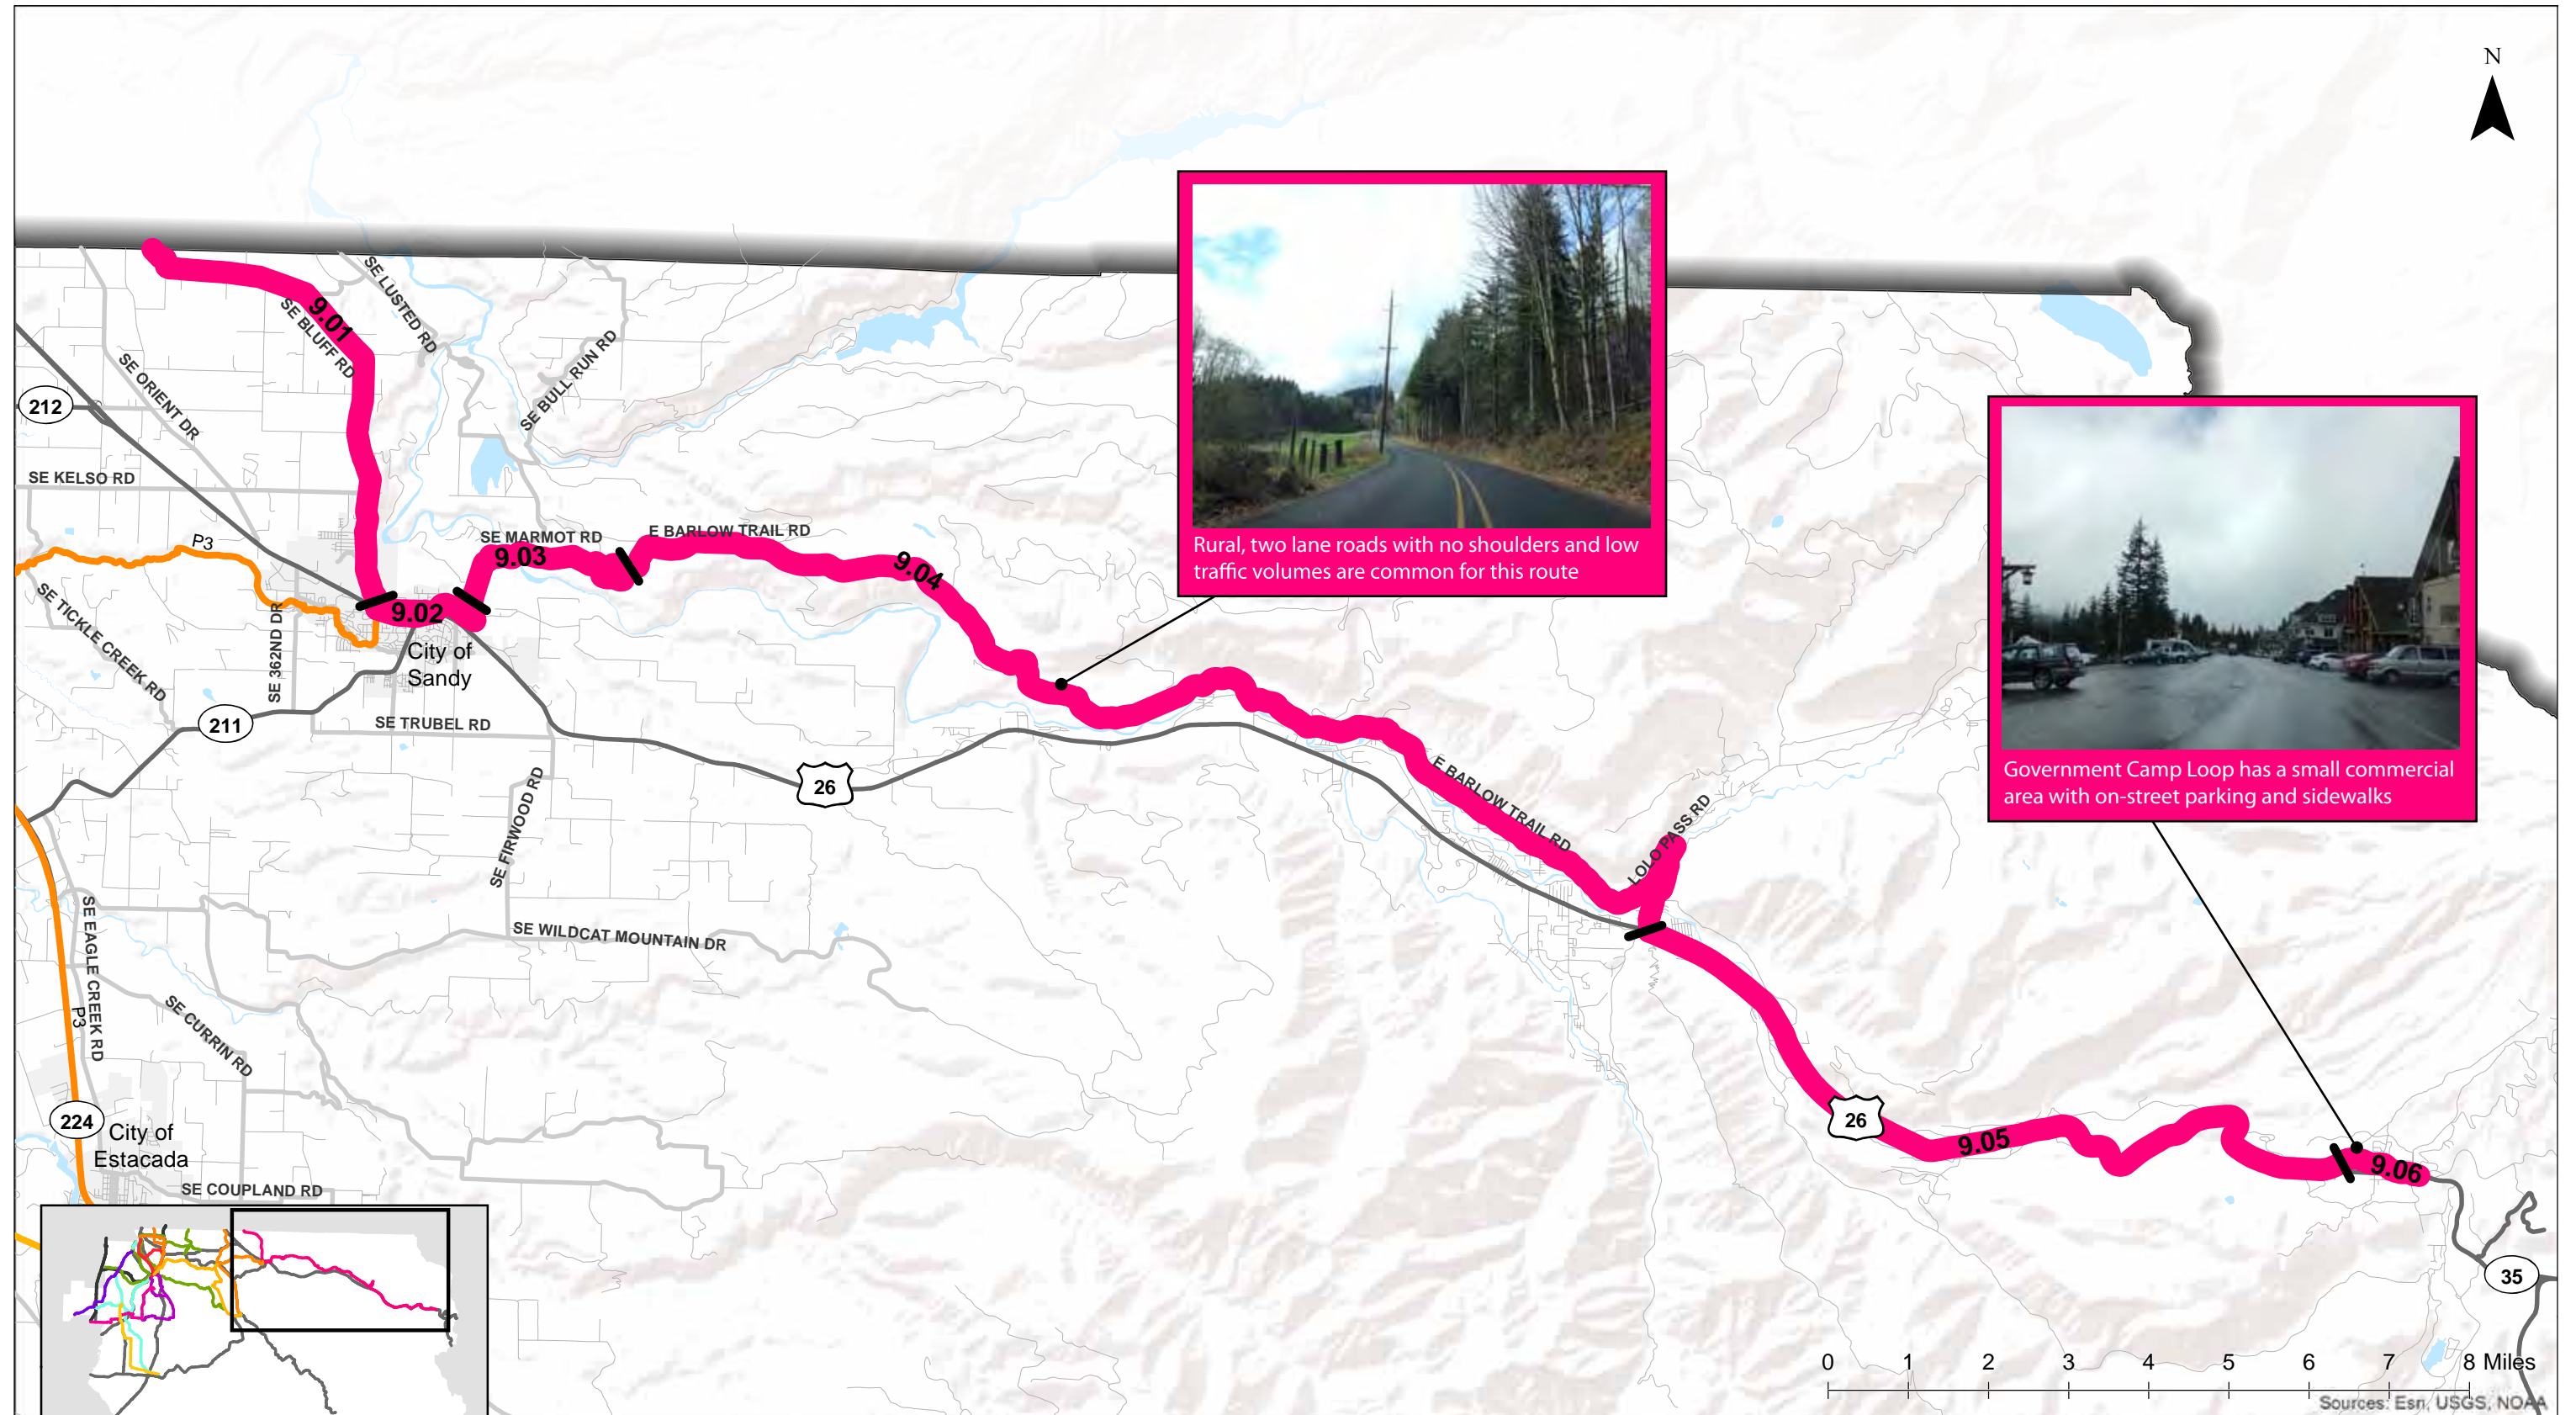 N
9.01
SE BLUFF RD
SE LUSTED RD
SE BULL RUN RD
SE ORIENT DR
212
SE KELSO RD
P3
SE MARMOT RD
9.03
E BARLOW TRAIL RD
9.04
9.02
City of
Sandy
SE TICKLE CREEK RD
SE 362ND DR
211
SE TRUBEL RD
26
SE FIRWOOD RD
SE WILDCAT MOUNTAIN DR
Rural, two lane roads with no shoulders and low
traffic volumes are common for this route
Government Camp Loop has a small commercial
area with on-street parking and sidewalks
E BARLOW TRAIL RD
LOLO PASS RD
SE EAGLE CREEK RD
P3
SE CURRIN RD
224
City of
Estacada
SE COUPLAND RD
26
9.05
9.06
35
0 1 2 3 4 5 6 7 8 Miles
Sources: Esri, USGS, NOAA